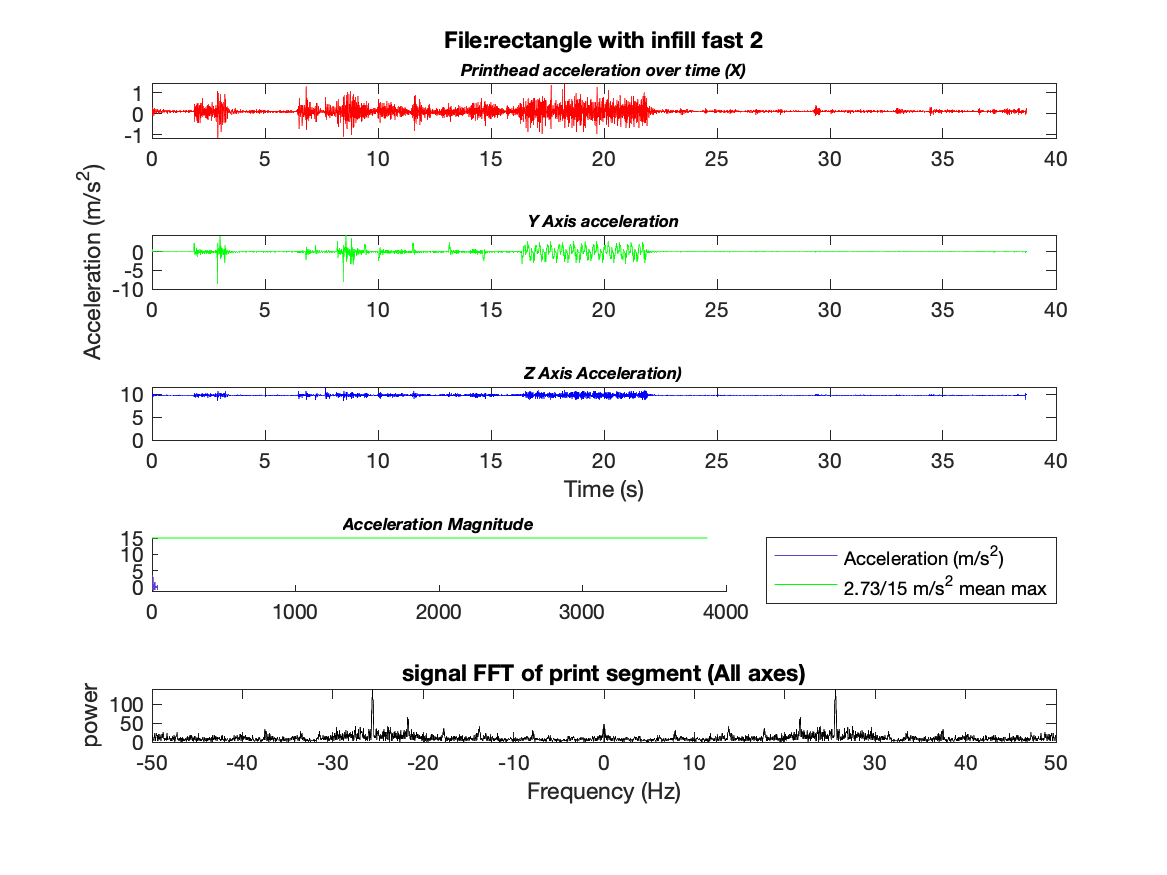 File:rectangle with infill fast 2
Printhead acceleration over time (X)
1
0
-1
0 5 10 15 20 25 30 35 40
Acceleration (m/s2)
Y Axis acceleration
0
-5
-10
0 5 10 15 20 25 30 35 40
Z Axis Acceleration)
10
5
0
0 5 10 15 20 25 30 35 40
Time (s)
Acceleration Magnitude
15
10
5
0
0 1000 2000 3000 4000
Acceleration (m/s2)
2.73/15 m/s2 mean max
signal FFT of print segment (All axes)
power
100
50
0
-50 -40 -30 -20 -10 0 10 20 30 40 50
Frequency (Hz)